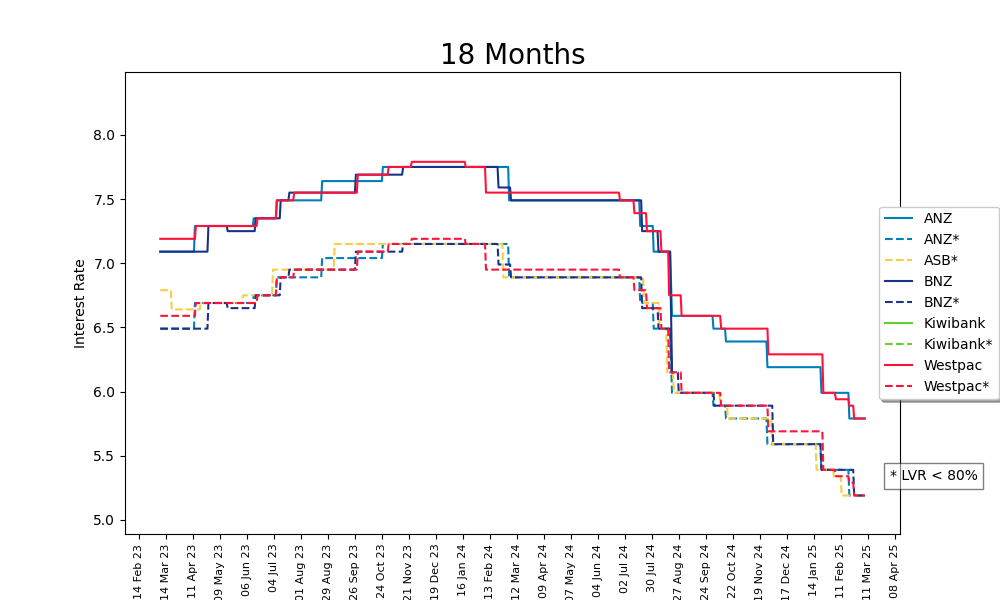 18 Months
Interest Rate
8.0
7.5
7.0
6.5
6.0
5.5
5.0
14 Feb 23
14 Mar 23
11 Apr 23
09 May 23
06 Jun 23
04 Jul 23
01 Aug 23
29 Aug 23
26 Sep 23
24 Oct 23
21 Nov 23
19 Dec 23
16 Jan 24
13 Feb 24
12 Mar 24
09 Apr 24
07 May 24
04 Jun 24
02 Jul 24
30 Jul 24
27 Aug 24
24 Sep 24
22 Oct 24
19 Nov 24
17 Dec 24
14 Jan 25
11 Feb 25
11 Mar 25
08 Apr 25
ANZ
ANZ*
ASB*
BNZ
BNZ*
Kiwibank
Kiwibank*
Westpac
Westpac*
* LVR < 80%